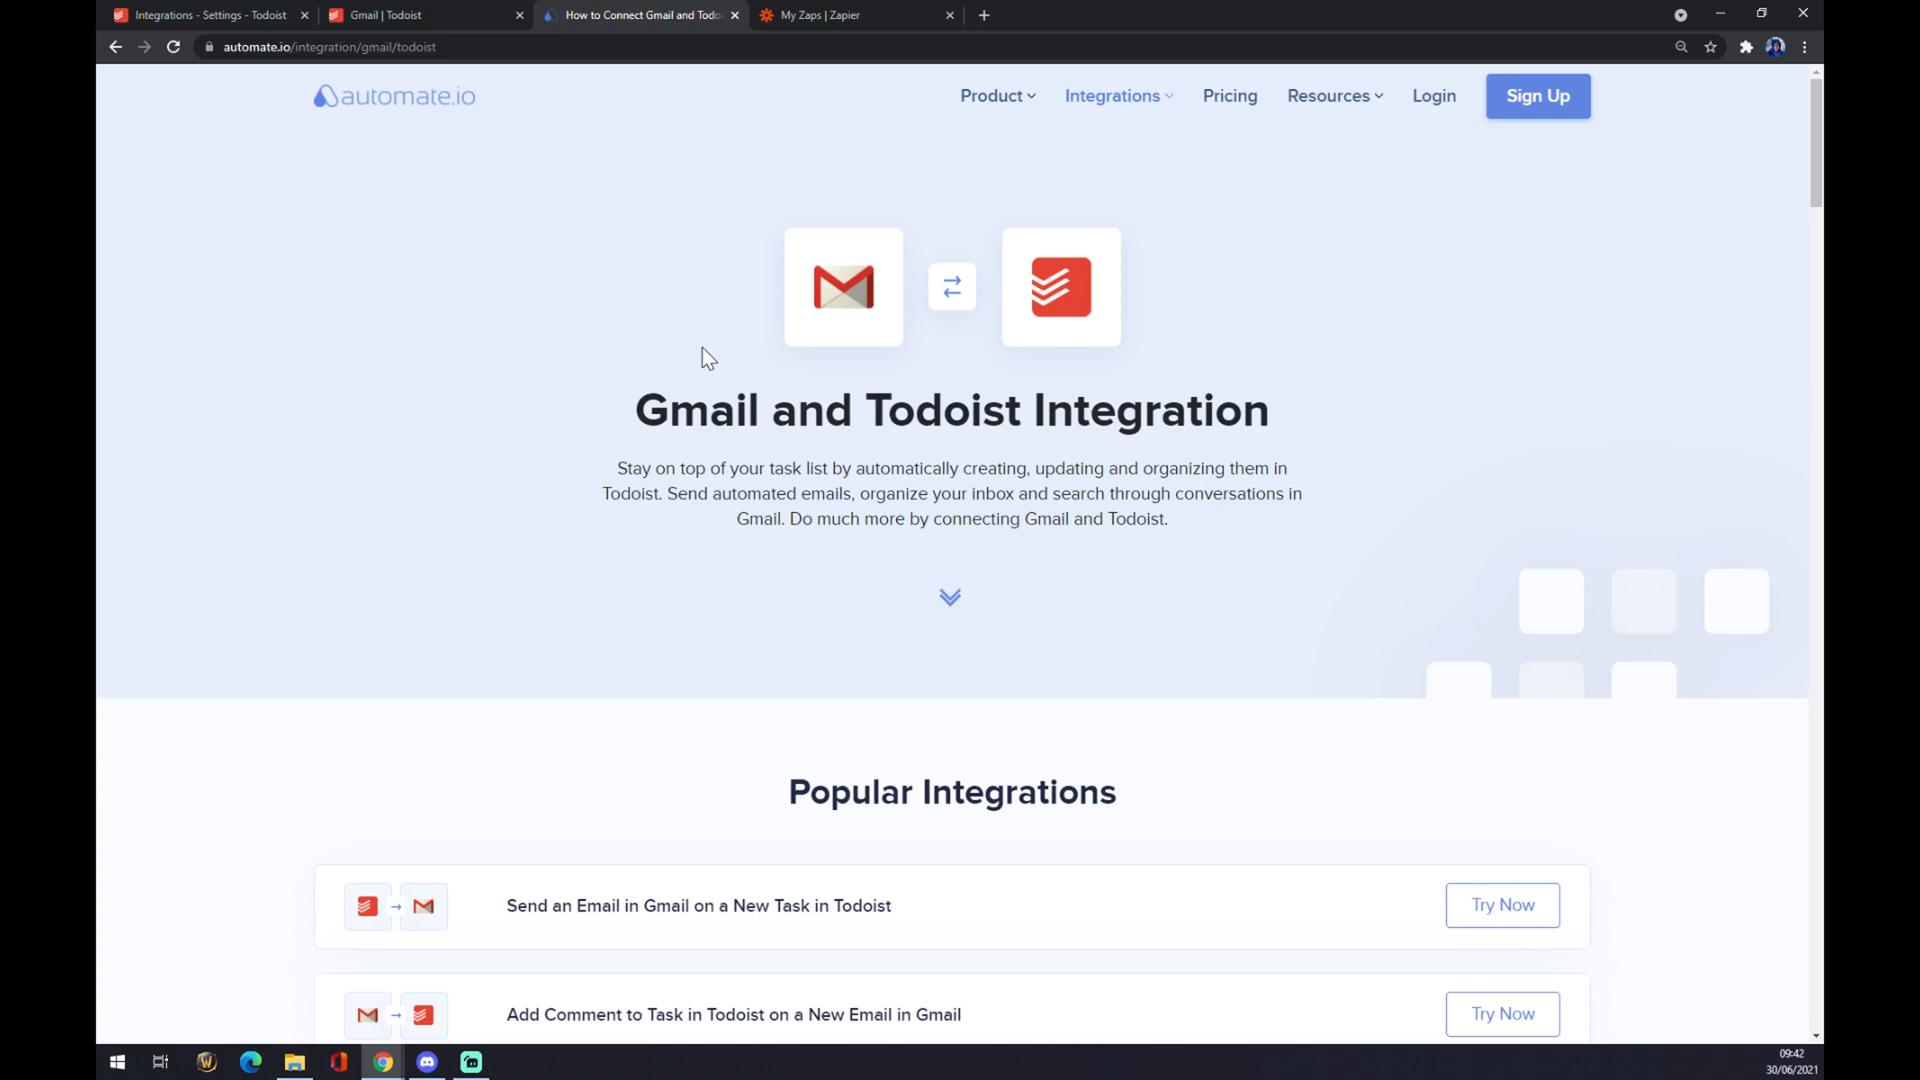 Integrations - Settings - Todoist
Gmail | Todoist
How to Connect Gmail and Todo
My Zaps | Zapier
automate.io/integration/gmail/todoist
automate.io
Product
Integrations
Pricing
Resources
Login
Sign Up
Gmail and Todoist Integration
Stay on top of your task list by automatically creating, updating and organizing them in
Todoist. Send automated emails, organize your inbox and search through conversations in
Gmail. Do much more by connecting Gmail and Todoist.
Popular Integrations
Send an Email in Gmail on a New Task in Todoist
Try Now
Add Comment to Task in Todoist on a New Email in Gmail
Try Now
09:42
30/06/2021